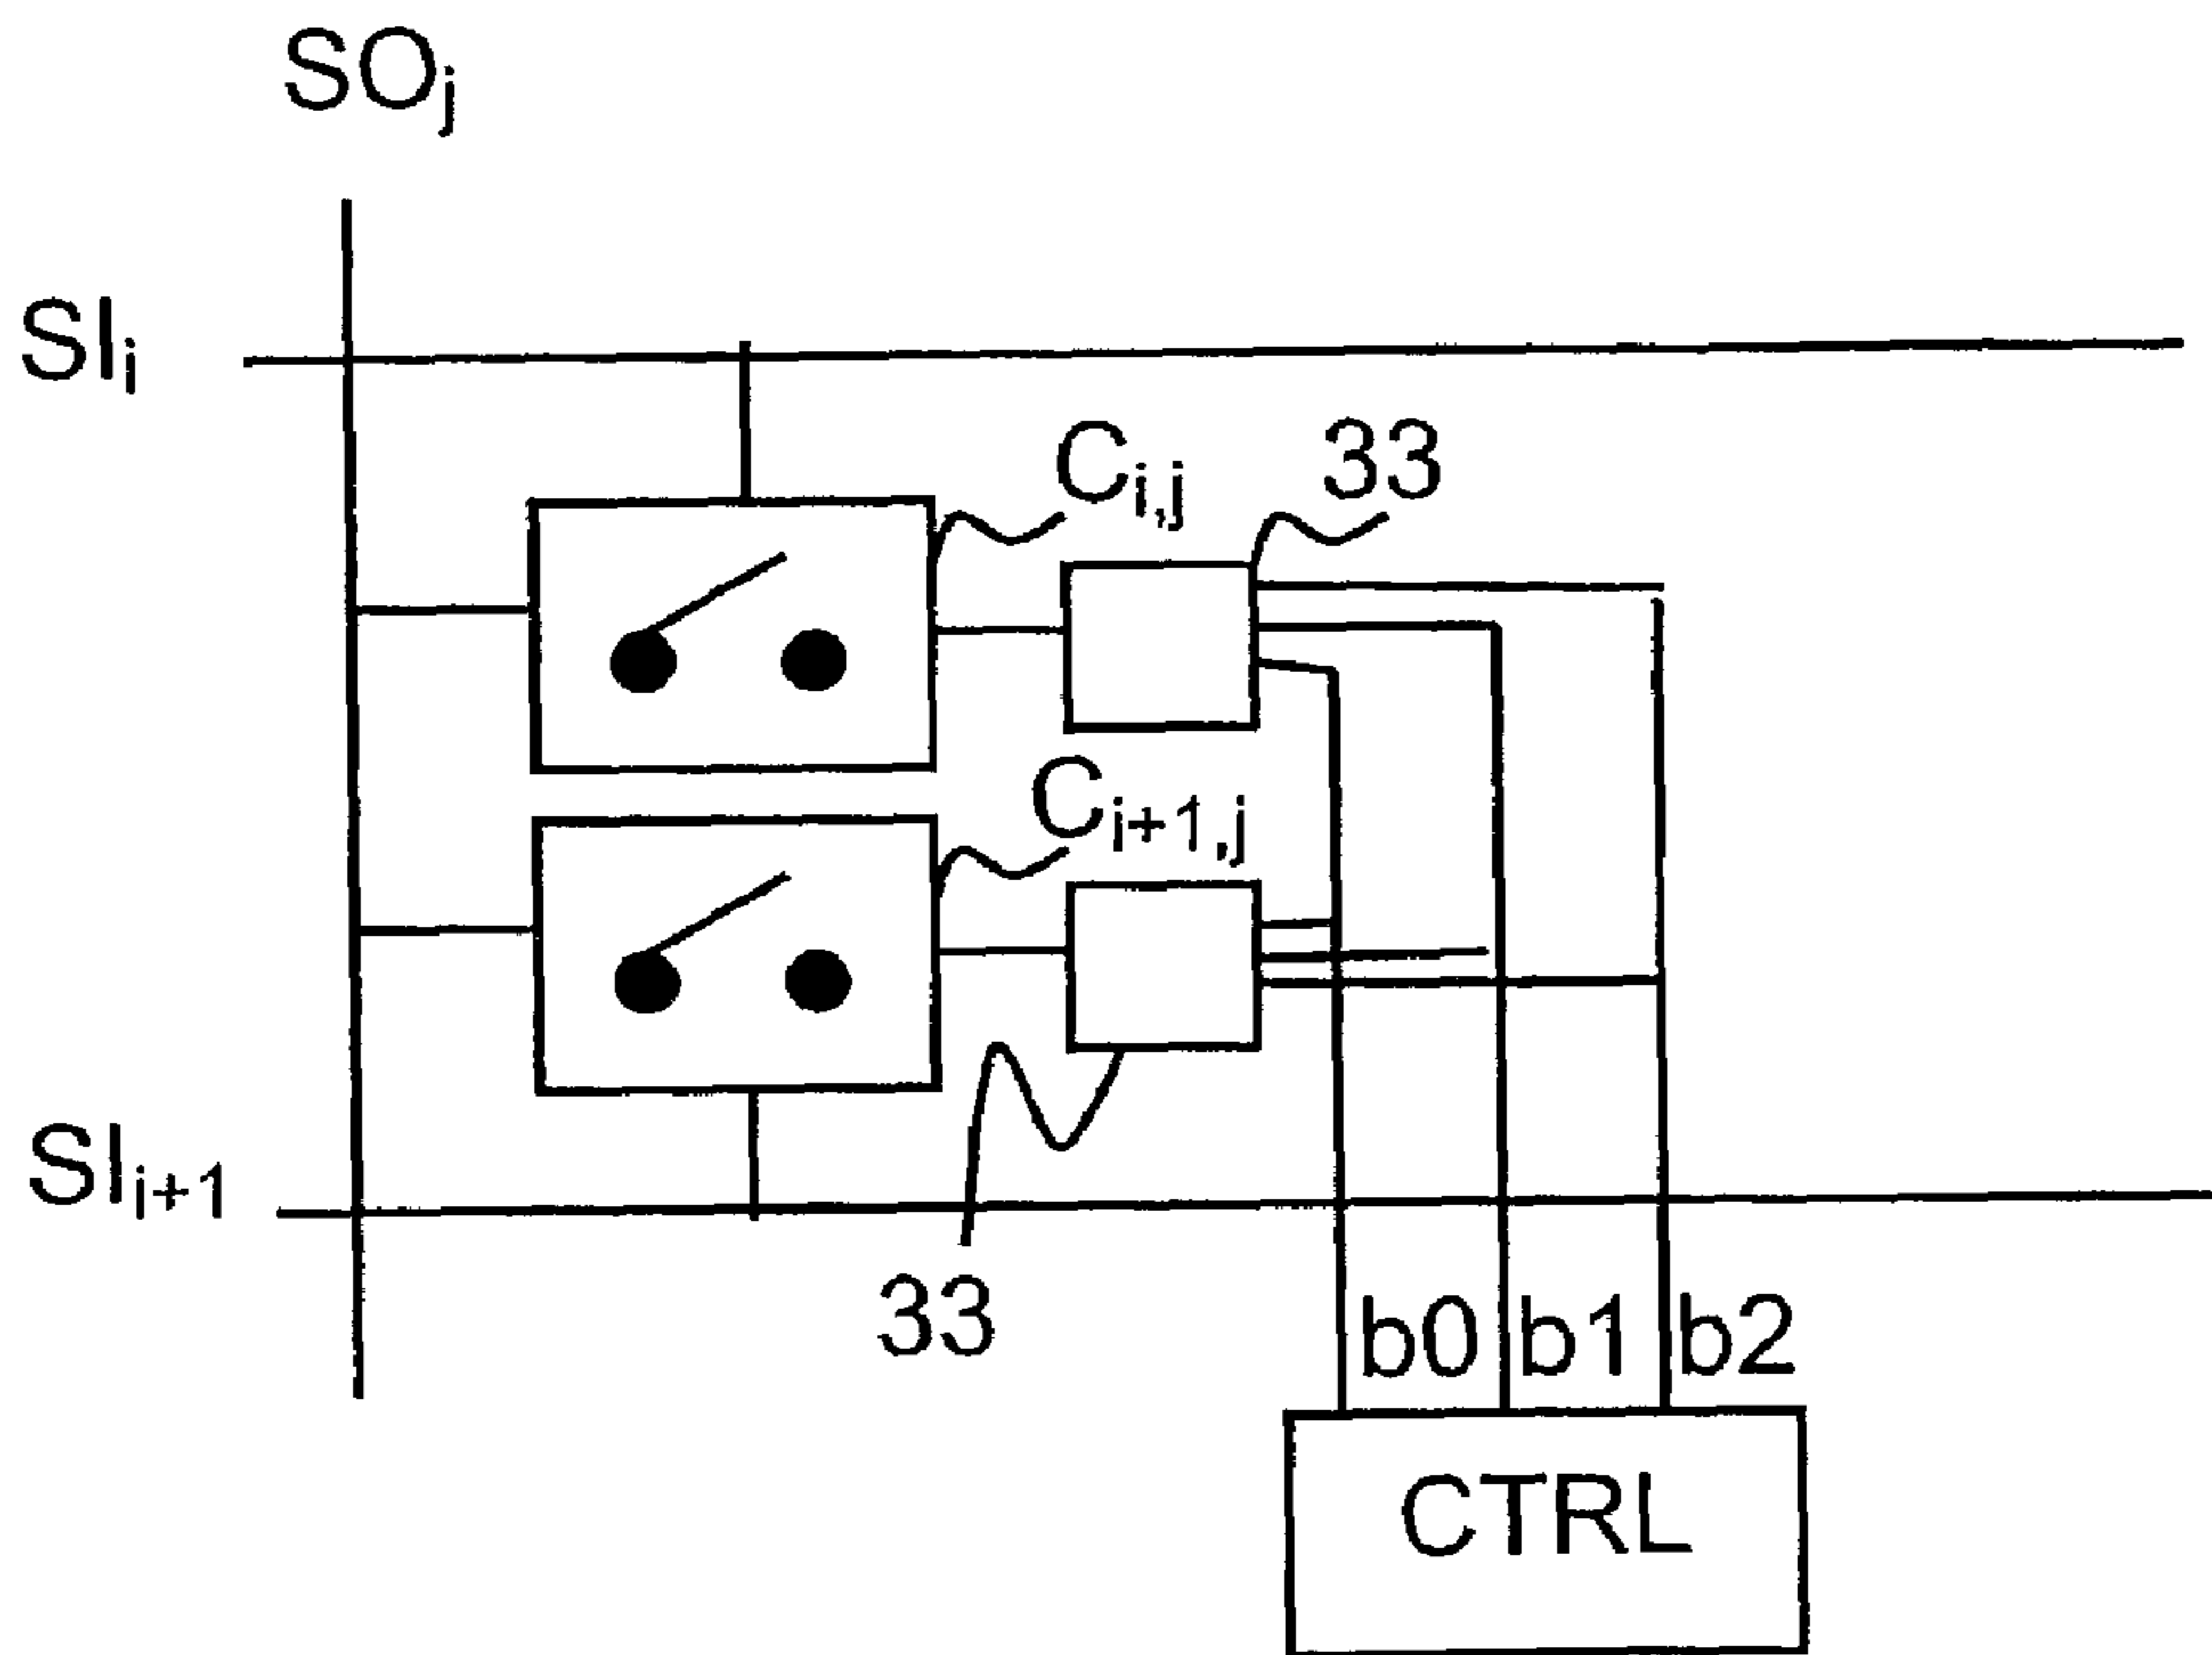 SOj
SIi
Ci,j
33
Ci+1,j
SIi+1
33
b0 b1 b2
CTRL